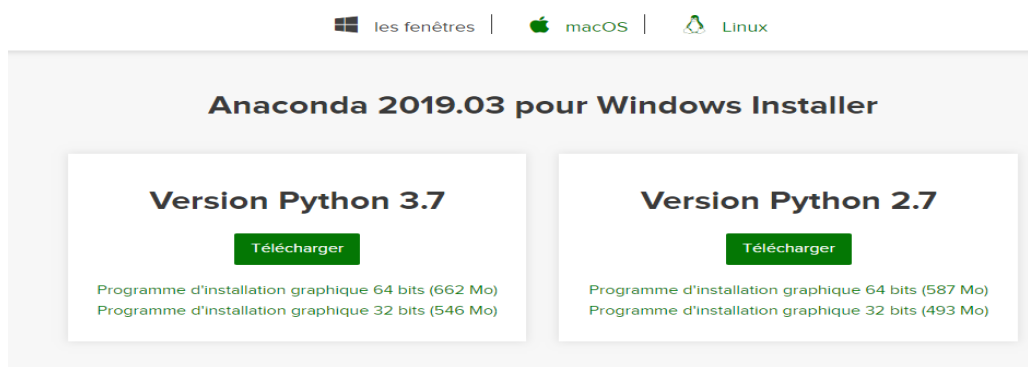 les fenêtres | macOS | Linux
Anaconda 2019.03 pour Windows Installer
Version Python 3.7
Télécharger
Programme d'installation graphique 64 bits (662 Mo)
Programme d'installation graphique 32 bits (546 Mo)
Version Python 2.7
Télécharger
Programme d'installation graphique 64 bits (587 Mo)
Programme d'installation graphique 32 bits (493 Mo)